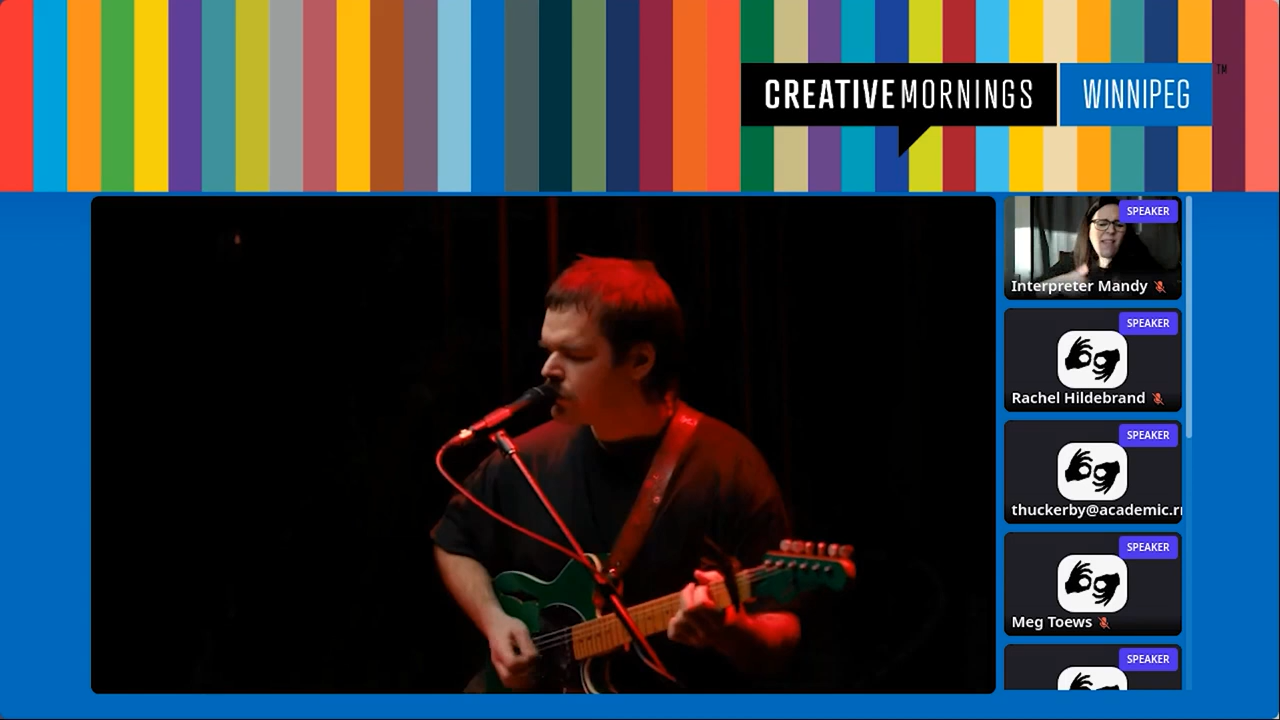 CREATIVEMORNINGS WINNIPEG TM
SPEAKER
Interpreter Mandy
SPEAKER
Rachel Hildebrand
SPEAKER
thuckerby@academic.r
SPEAKER
Meg Toews
SPEAKER